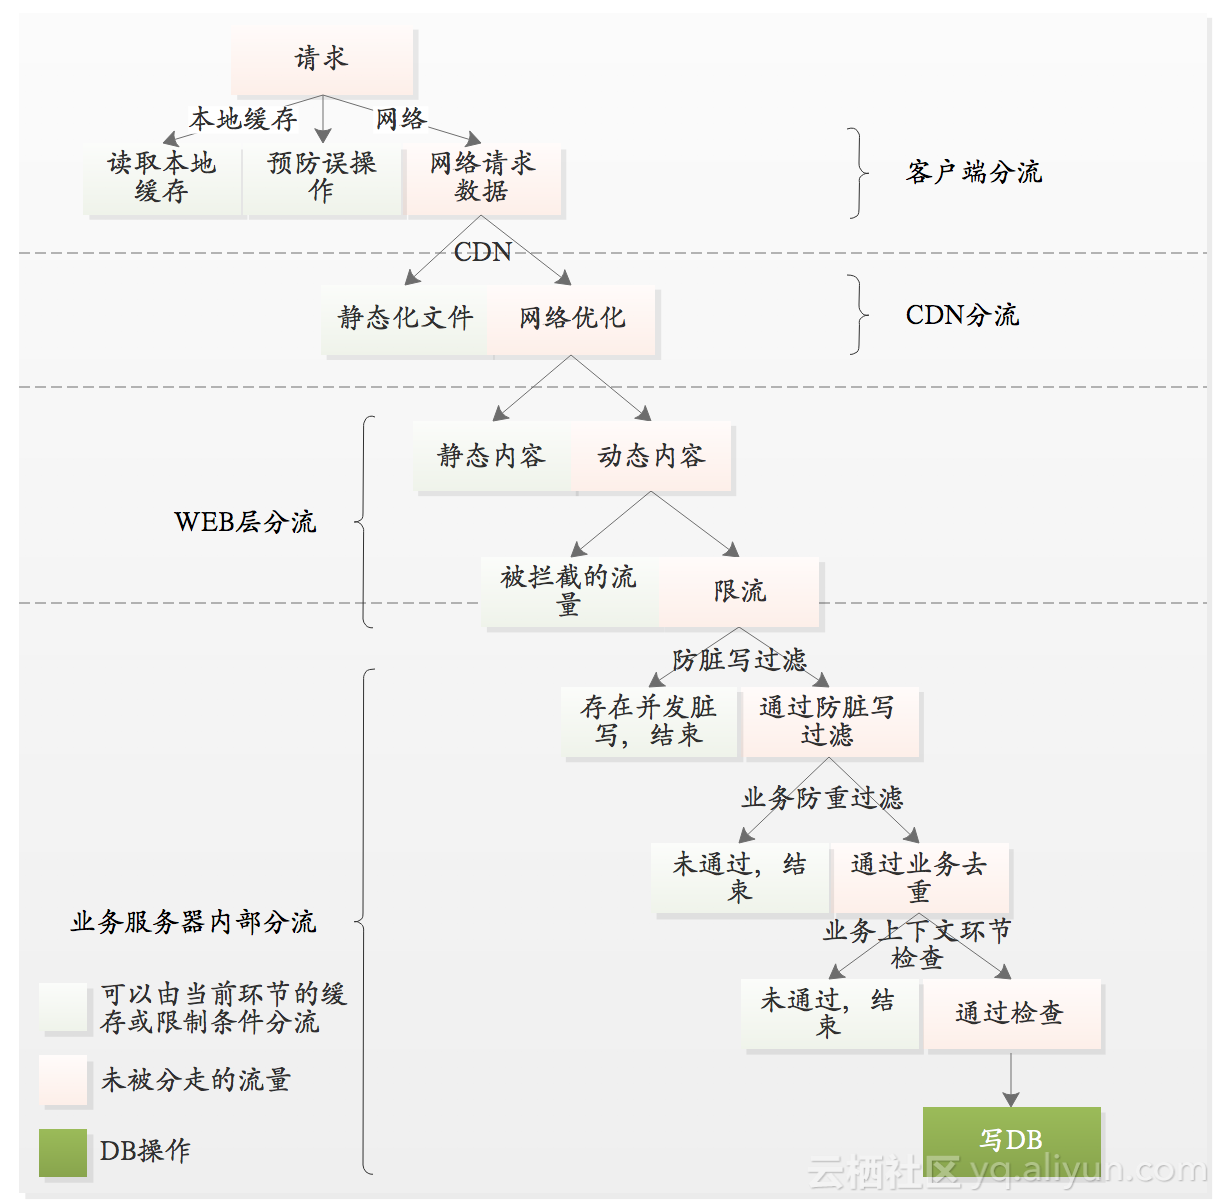 请求
本地缓存
网络
读取本地
缓存
预防误操
作
网络请求
数据
客户端分流
CDN
静态化文件
网络优化
CDN分流
静态内容
动态内容
WEB层分流
被拦截的流
量
限流
防脏写过滤
存在并发脏
写，结束
通过防脏写
过滤
业务防重过滤
未通过，结
束
通过业务去
重
业务服务器内部分流
业务上下文环节
检查
未通过，结
束
通过检查
可以由当前环节的缓
存或限制条件分流
未被分走的流量
DB操作
写DB
云栖社区 yq.aliyun.com